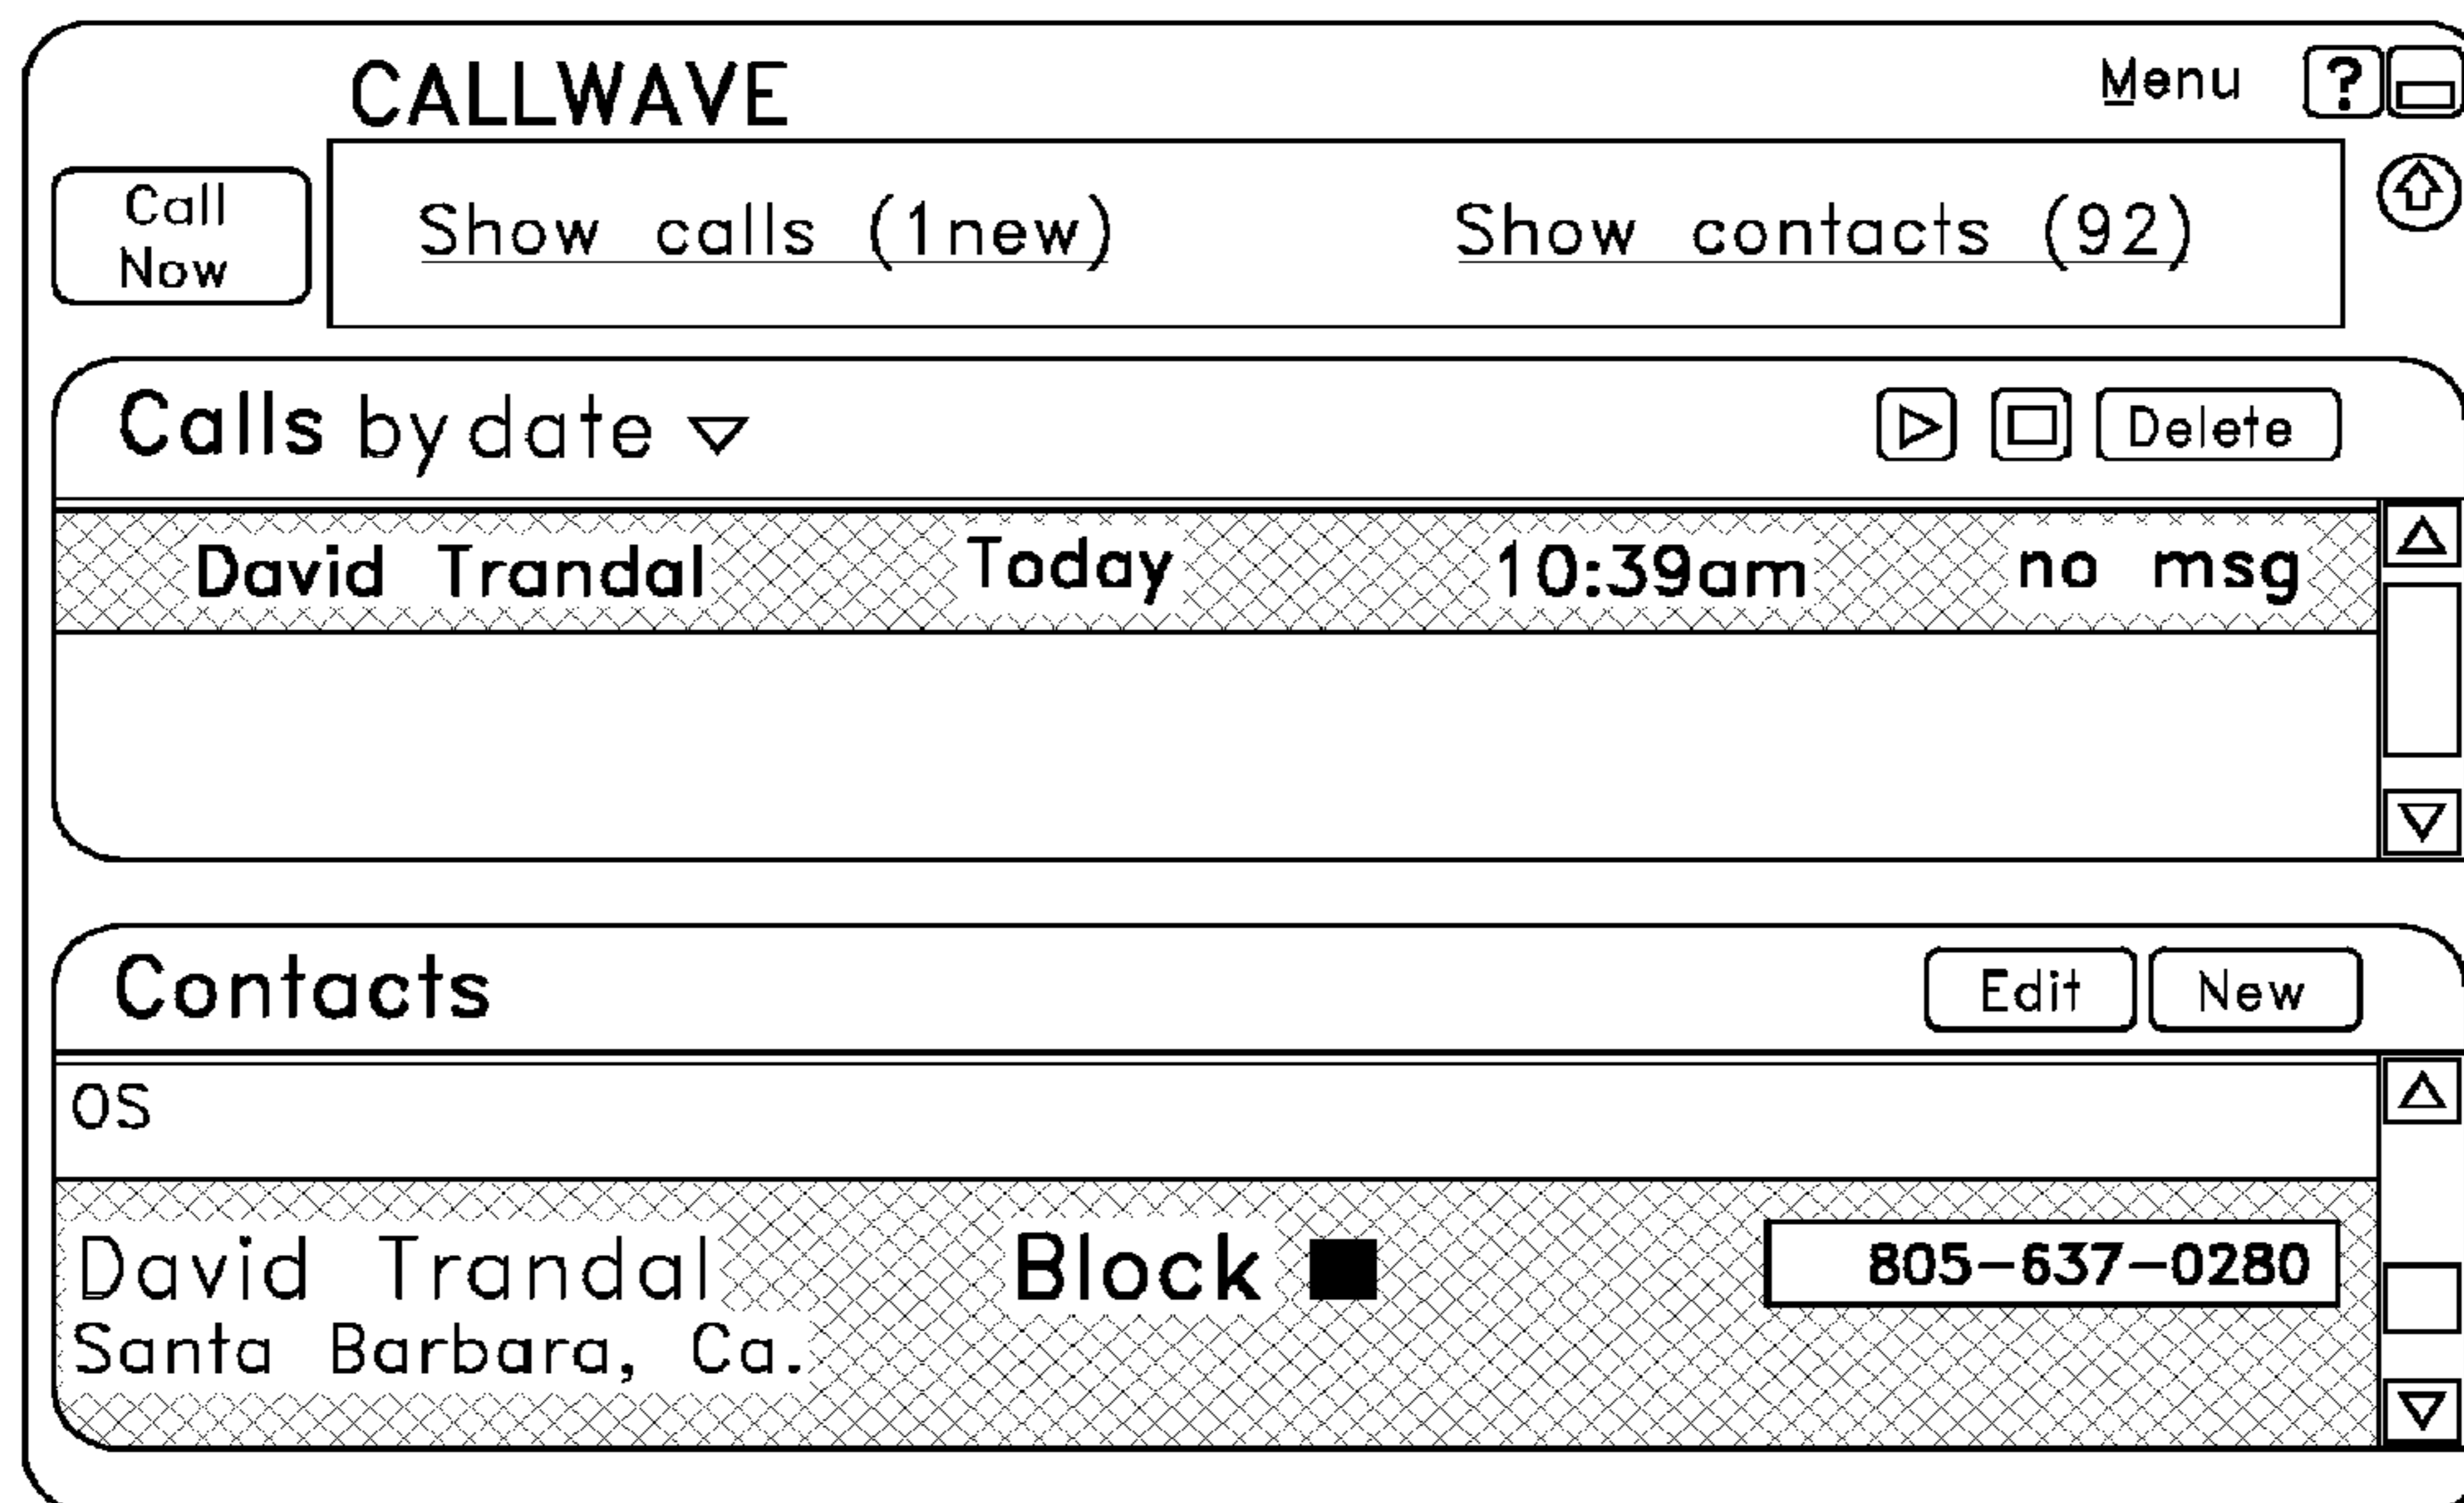 CALLWAVE Menu ?
Call
Now
Show calls (1new) Show contacts (92)
Calls by date Delete
David Trandal Today 10:39am no msg
Contacts Edit New
OS
David Trandal Block 805-637-0280
Santa Barbara, Ca.